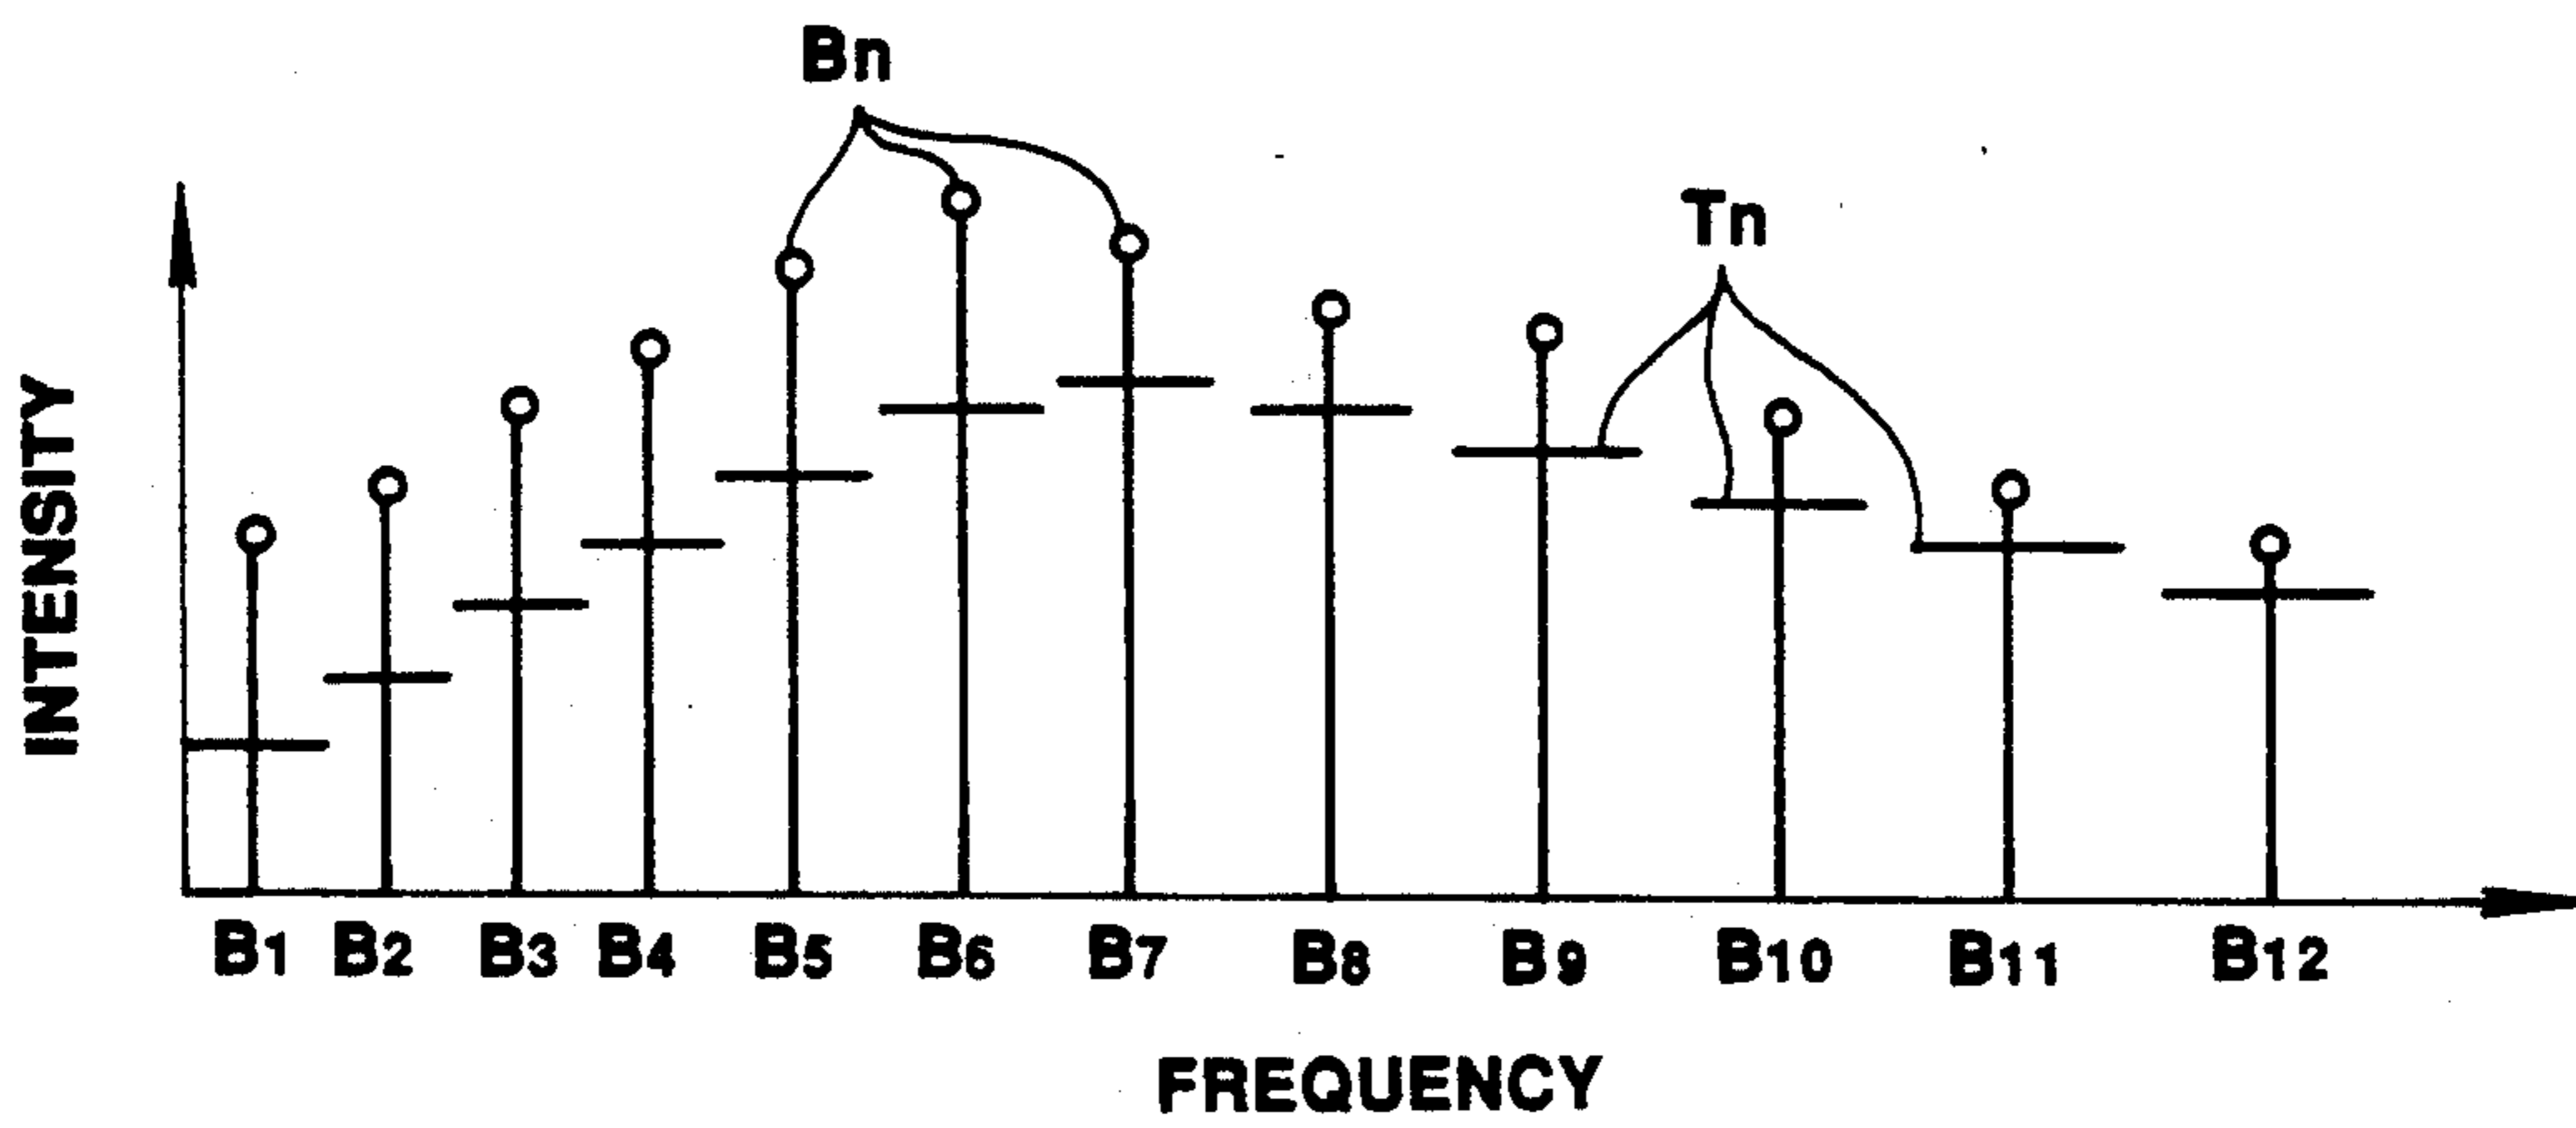 Bn
Tn
INTENSITY
B1 B2 B3 B4 B5 B6 B7 B8 B9 B10 B11 B12
FREQUENCY